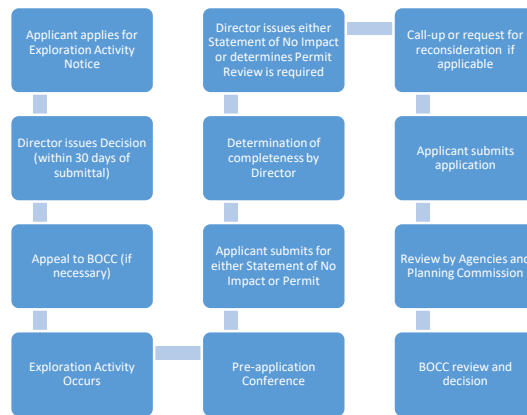 Applicant applies for
Exploration Activity
Notice
Director issues Decision
(within 30 days of
submittal)
Appeal to BOCC (if
necessary)
Exploration Activity
Occurs
Pre-application
Conference
Applicant submits for
either Statement of No
Impact or Permit
Determination of
completeness by
Director
Director issues either
Statement of No Impact
or determines Permit
Review is required
Call-up or request for
reconsideration if
applicable
Applicant submits
application
Review by Agencies and
Planning Commission
BOCC review and
decision